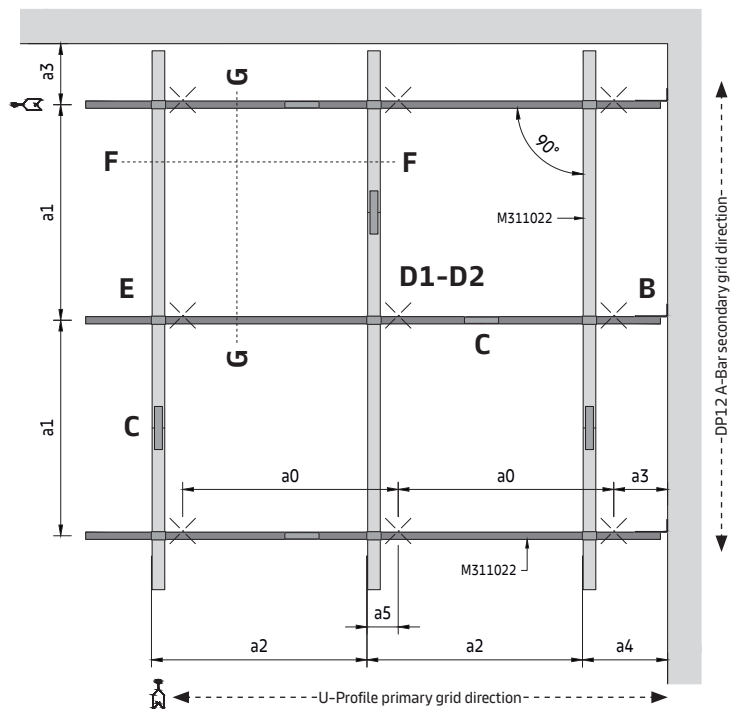 G
a3
F
F
90°
a1
M311022
D1-D2
E
B
G
C
C
a1
a0
a0
a3
M311022
a5
a2
a2
a4
U-Profile primary grid direction
DP12 A-Bar secondary grid direction